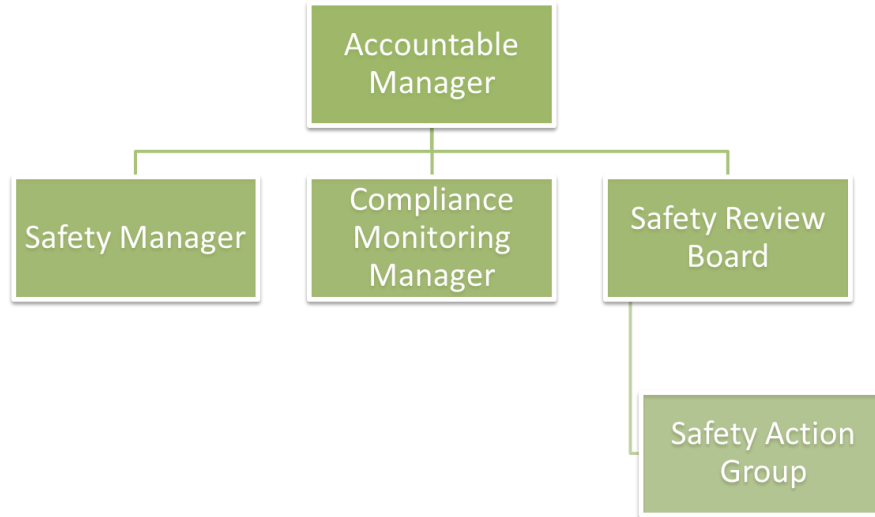 Accountable
Manager
Safety Manager
Compliance
Monitoring
Manager
Safety Review
Board
Safety Action
Group